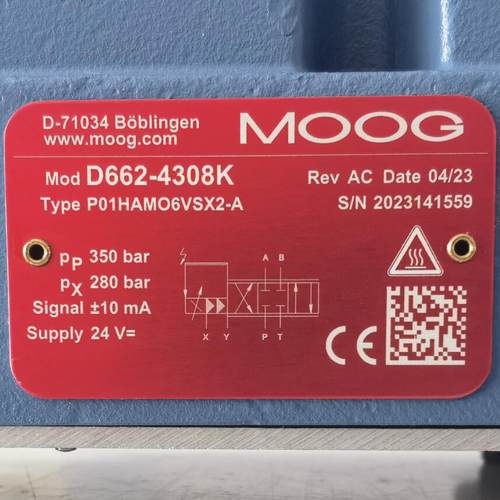 D-71034 Böblingen
www.moog.com
MOOG
Mod D662-4308K
Rev AC Date 04/23
Type P01HAMO6VSX2-A
S/N 2023141559
pP 350 bar
pX 280 bar
Signal ±10 mA
Supply 24 V=
A B
X Y P T
CE